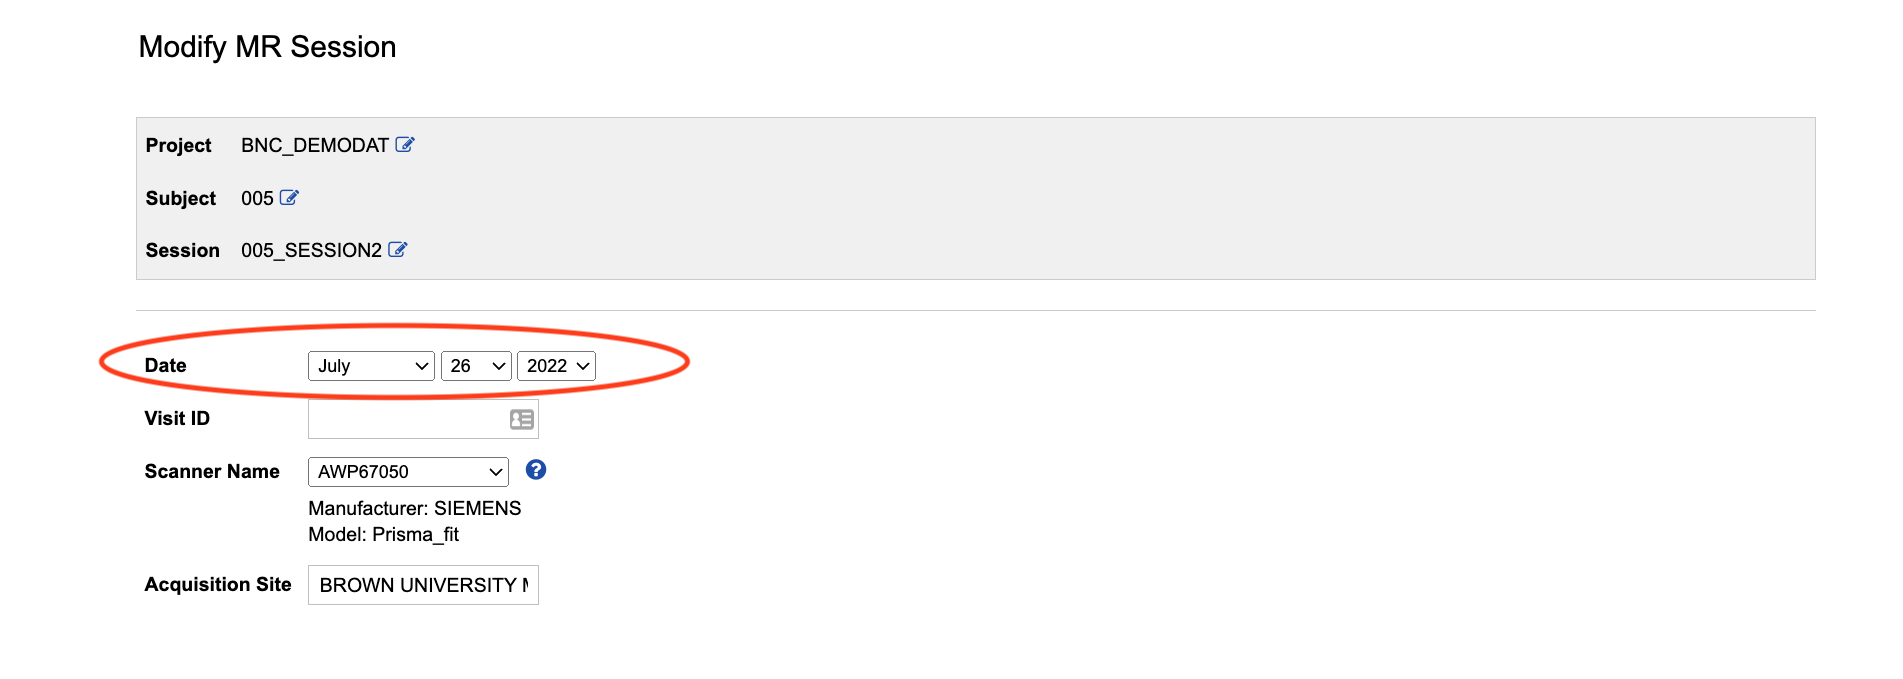 Modify MR Session
Project BNC_DEMODAT
Subject 005
Session 005_SESSION2
Date July 26 2022
Visit ID
Scanner Name AWP67050 ?
Manufacturer: SIEMENS
Model: Prisma_fit
Acquisition Site BROWN UNIVERSITY